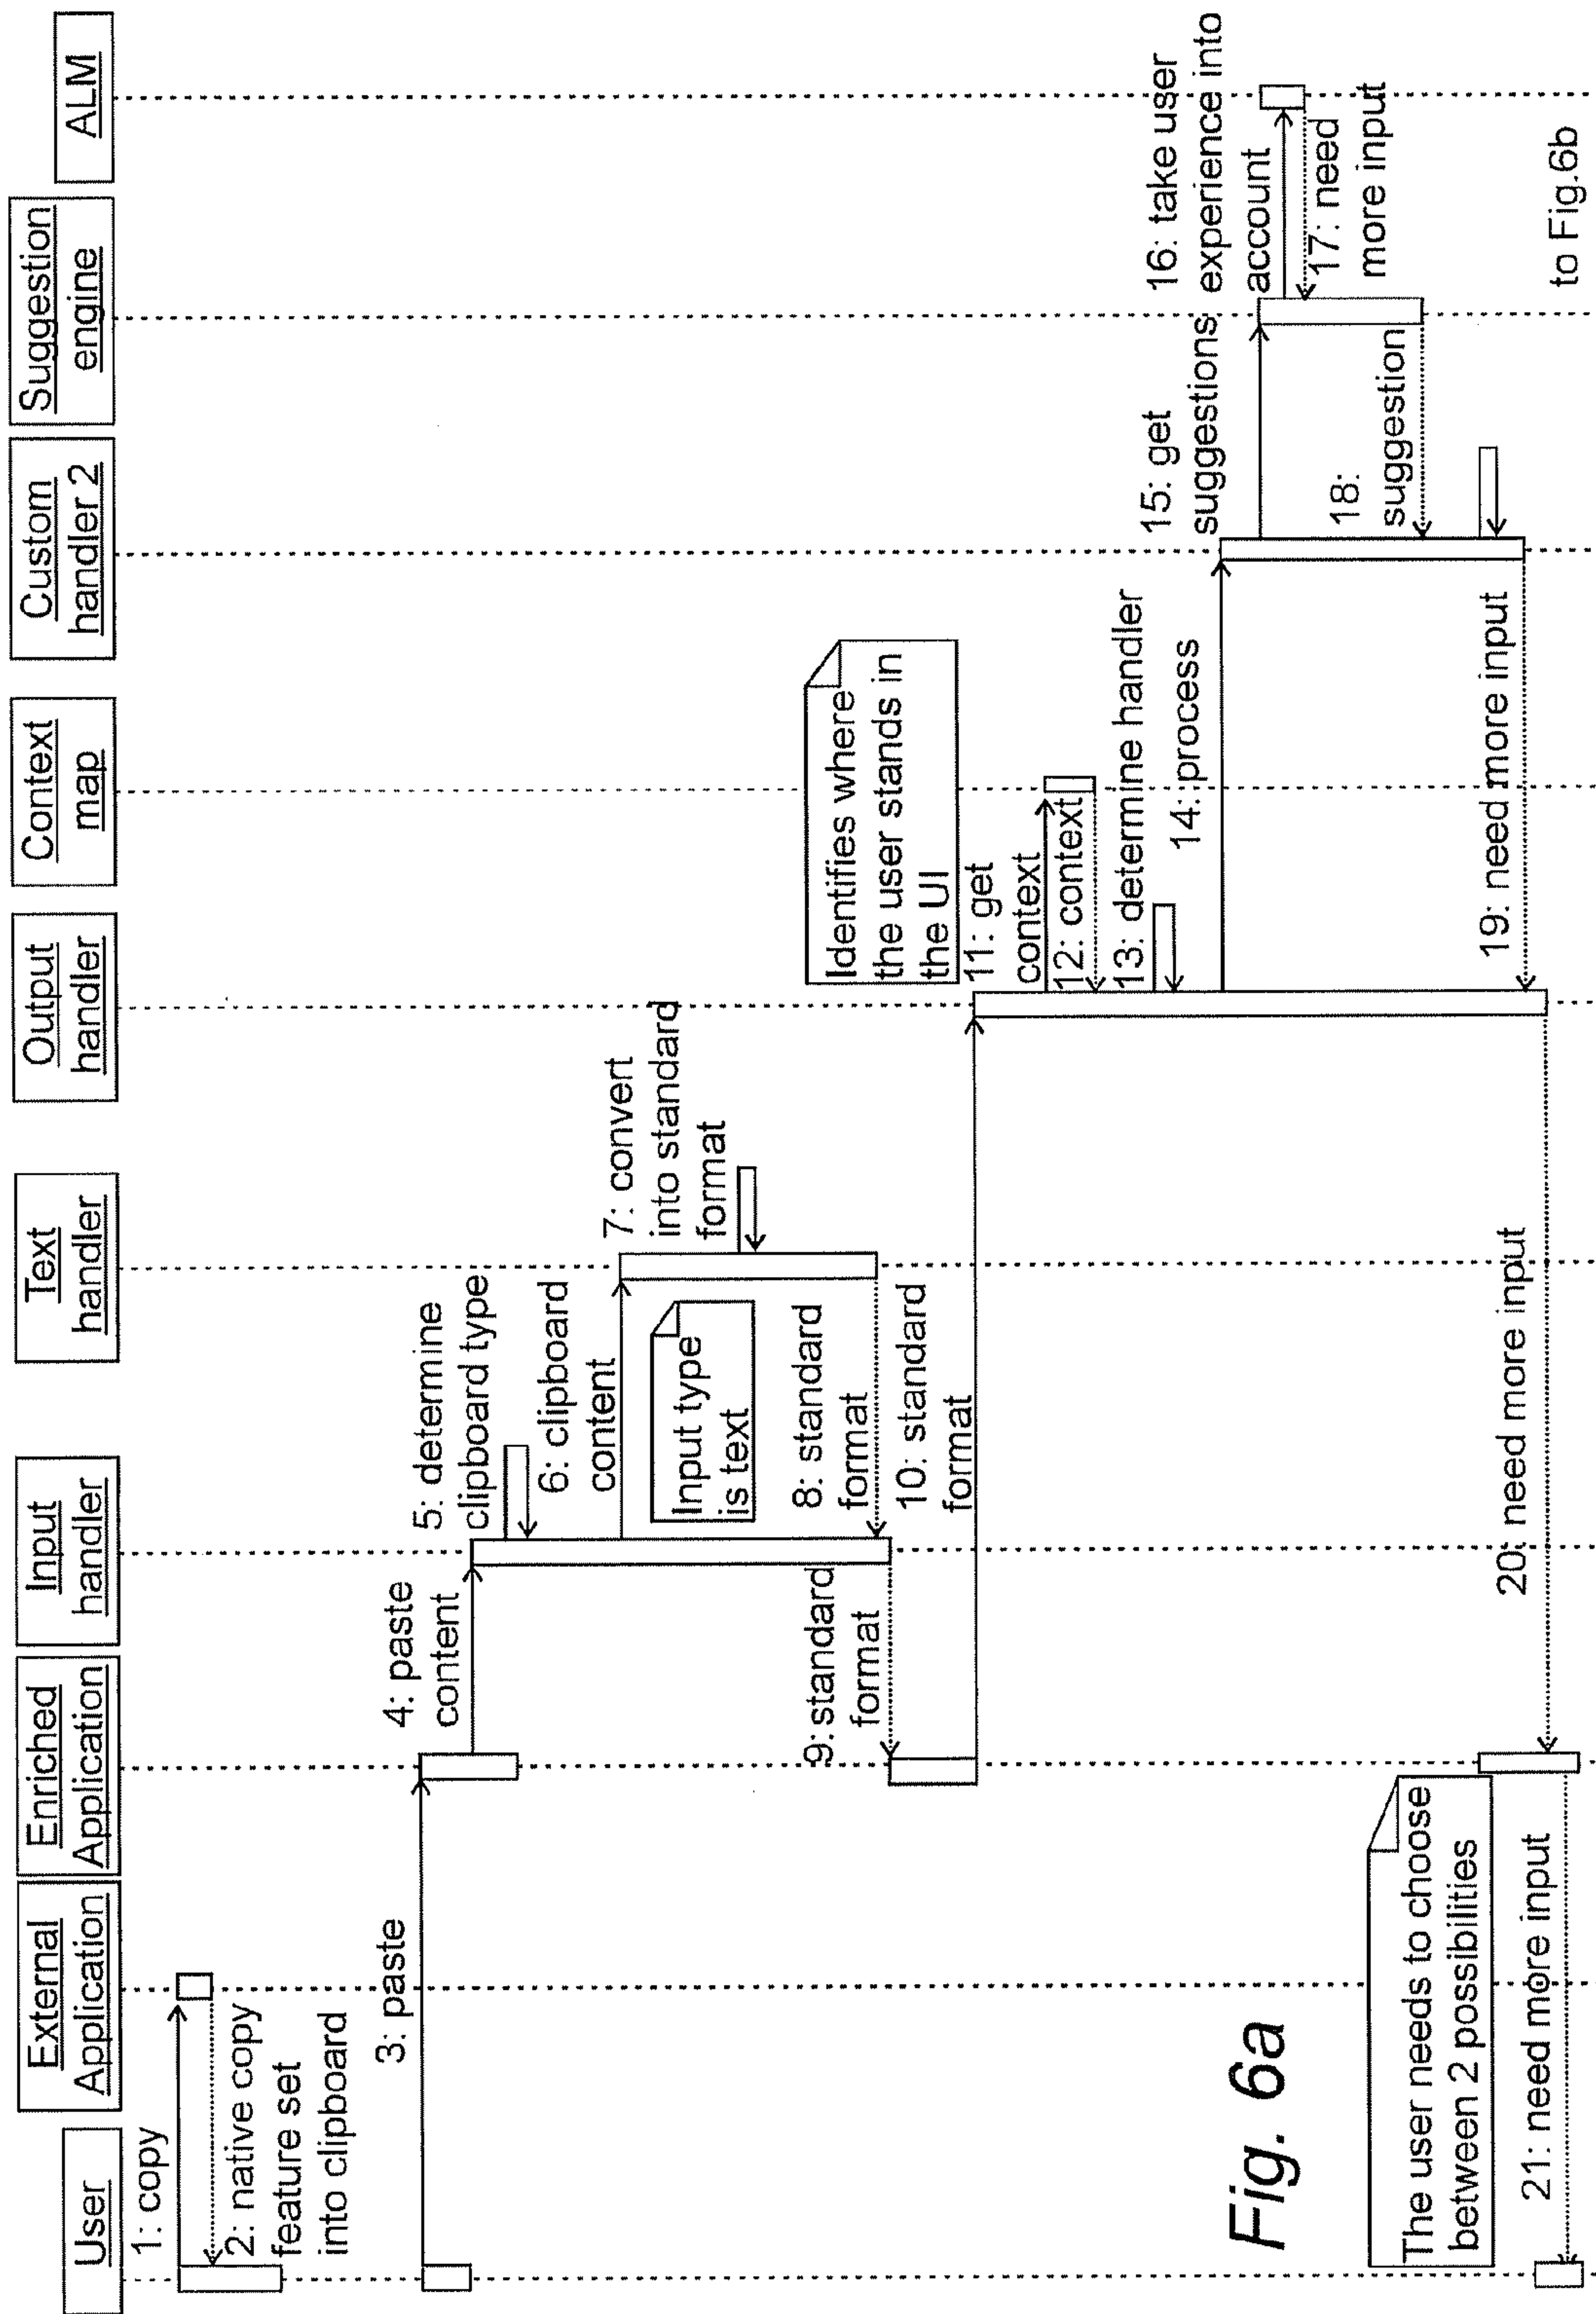 User
External
Application
Enriched
Application
Input
handler
Text
handler
Output
handler
Context
map
Custom
handler 2
Suggestion
engine
ALM
1: copy
2: native copy
feature set
into clipboard
3: paste
4: paste
content
5: determine
clipboard type
6: clipboard
content
Input type
is text
7: convert
into standard
format
8: standard
format
9: standard
format
10: standard
format
Identifies where
the user stands in
the UI
11: get
context
12: context
13: determine handler
14: process
15: get
suggestions
16: take user
experience into
account
17: need
more input
18:
suggestion
19: need more input
20: need more input
The user needs to choose
between 2 possibilities
21: need more input
to Fig.6b
Fig. 6a